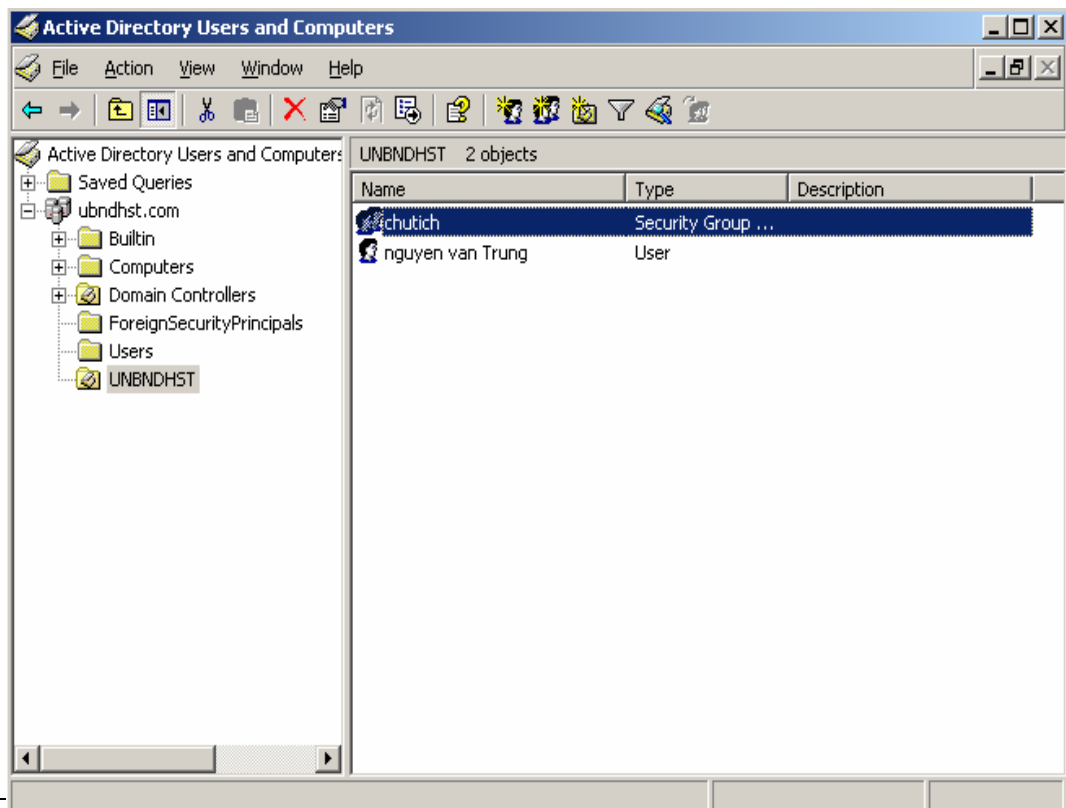 Active Directory Users and Computers
File Action View Window Help
Active Directory Users and Computers
Saved Queries
ubndhst.com
Builtin
Computers
Domain Controllers
ForeignSecurityPrincipals
Users
UNBNDHST
UNBNDHST 2 objects
Name Type Description
chutich Security Group ...
nguyen van Trung User